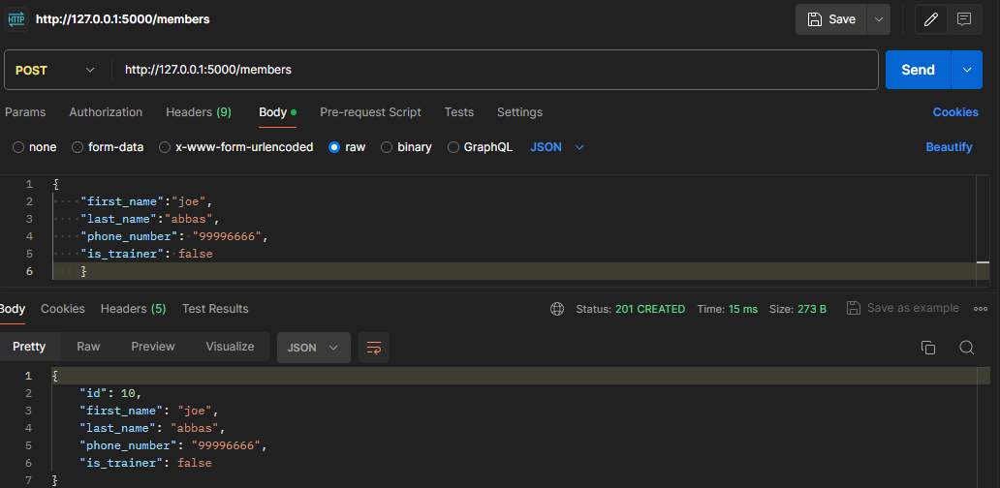 HTTP http://127.0.0.1:5000/members Save
POST http://127.0.0.1:5000/members Send
Params Authorization Headers (9) Body Pre-request Script Tests Settings Cookies
none form-data x-www-form-urlencoded raw binary GraphQL JSON Beautify
1 {
2 "first_name":"joe",
3 "last_name":"abbas",
4 "phone_number": "99996666",
5 "is_trainer": false
6 }
Body Cookies Headers (5) Test Results Status: 201 CREATED Time: 15 ms Size: 273 B Save as example
Pretty Raw Preview Visualize JSON
1 {
2 "id": 10,
3 "first_name": "joe",
4 "last_name": "abbas",
5 "phone_number": "99996666",
6 "is_trainer": false
7 }